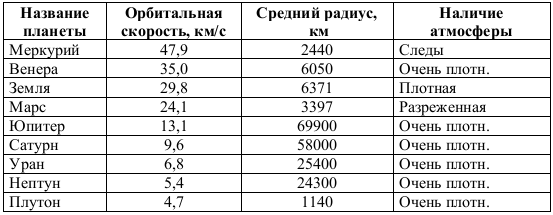 Название планеты | Орбитальная скорость, км/с | Средний радиус, км | Наличие атмосферы
Меркурий | 47,9 | 2440 | Следы
Венера | 35,0 | 6050 | Очень плотн.
Земля | 29,8 | 6371 | Плотная
Марс | 24,1 | 3397 | Разреженная
Юпитер | 13,1 | 69900 | Очень плотн.
Сатурн | 9,6 | 58000 | Очень плотн.
Уран | 6,8 | 25400 | Очень плотн.
Нептун | 5,4 | 24300 | Очень плотн.
Плутон | 4,7 | 1140 | Очень плотн.